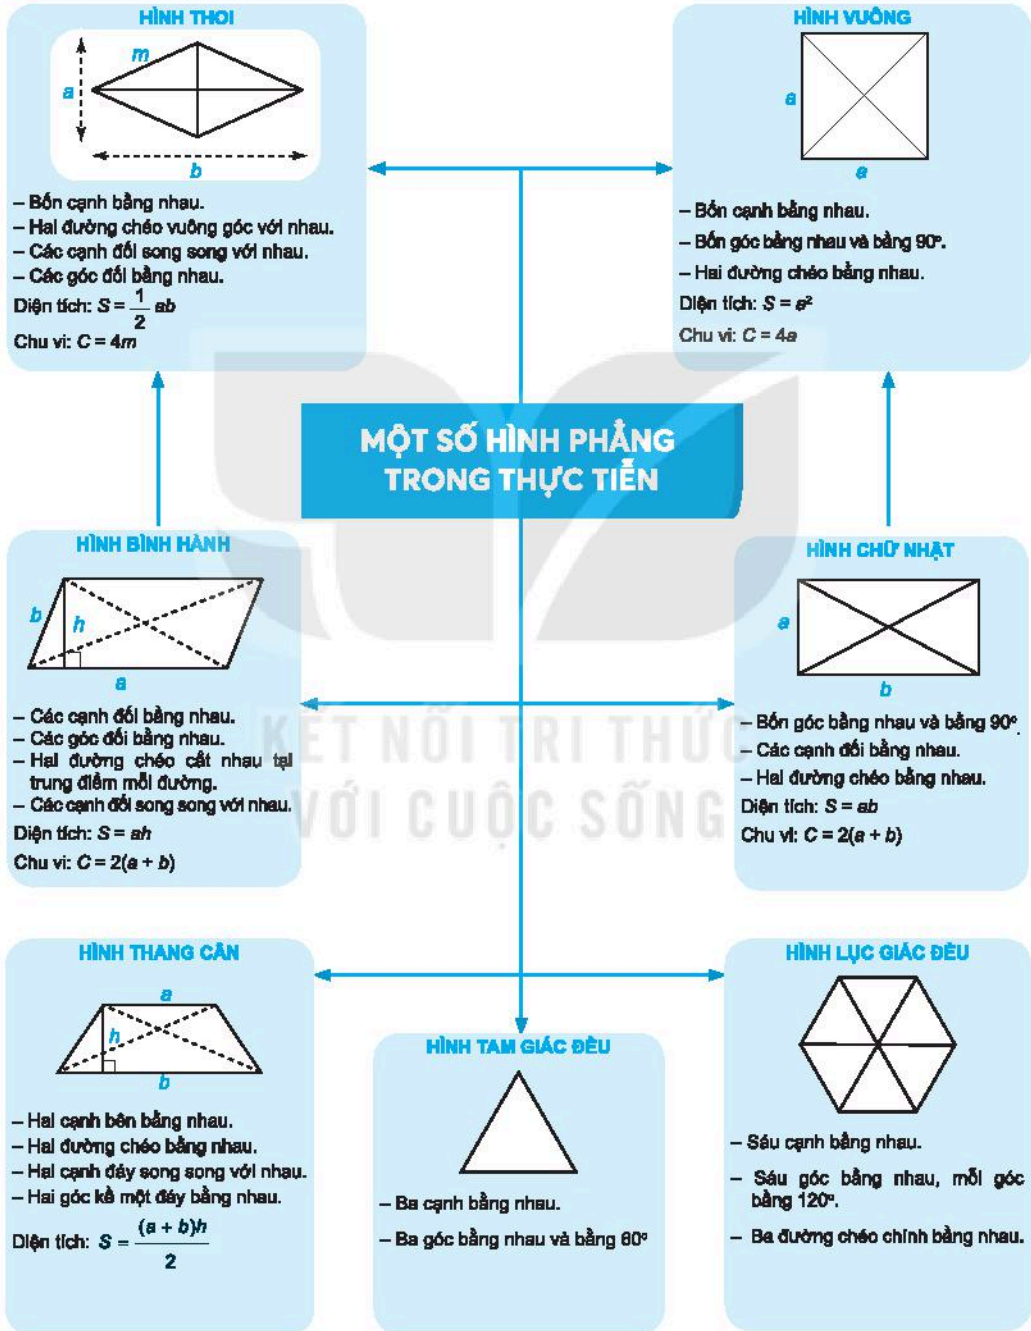 HÌNH THOI
m
a
b
– Bốn cạnh bằng nhau.
– Hai đường chéo vuông góc với nhau.
– Các cạnh đối song song với nhau.
– Các góc đối bằng nhau.
Diện tích: S = 1/2 ab
Chu vi: C = 4m
HÌNH VUÔNG
a
a
– Bốn cạnh bằng nhau.
– Bốn góc bằng nhau và bằng 90°.
– Hai đường chéo bằng nhau.
Diện tích: S = a²
Chu vi: C = 4a
MỘT SỐ HÌNH PHẲNG
TRONG THỰC TIỄN
HÌNH BÌNH HÀNH
b
h
a
– Các cạnh đối bằng nhau.
– Các góc đối bằng nhau.
– Hai đường chéo cắt nhau tại
trung điểm mỗi đường.
– Các cạnh đối song song với nhau.
Diện tích: S = ah
Chu vi: C = 2(a + b)
HÌNH CHỮ NHẬT
a
b
– Bốn góc bằng nhau và bằng 90°.
– Các cạnh đối bằng nhau.
– Hai đường chéo bằng nhau.
Diện tích: S = ab
Chu vi: C = 2(a + b)
KẾT NỐI TRI THỨC
VỚI CUỘC SỐNG
HÌNH THANG CÂN
a
h
b
– Hai cạnh bên bằng nhau.
– Hai đường chéo bằng nhau.
– Hai cạnh đáy song song với nhau.
– Hai góc kề một đáy bằng nhau.
Diện tích: S = (a + b)h / 2
HÌNH TAM GIÁC ĐỀU
– Ba cạnh bằng nhau.
– Ba góc bằng nhau và bằng 60°
HÌNH LỤC GIÁC ĐỀU
– Sáu cạnh bằng nhau.
– Sáu góc bằng nhau, mỗi góc
bằng 120°.
– Ba đường chéo chính bằng nhau.